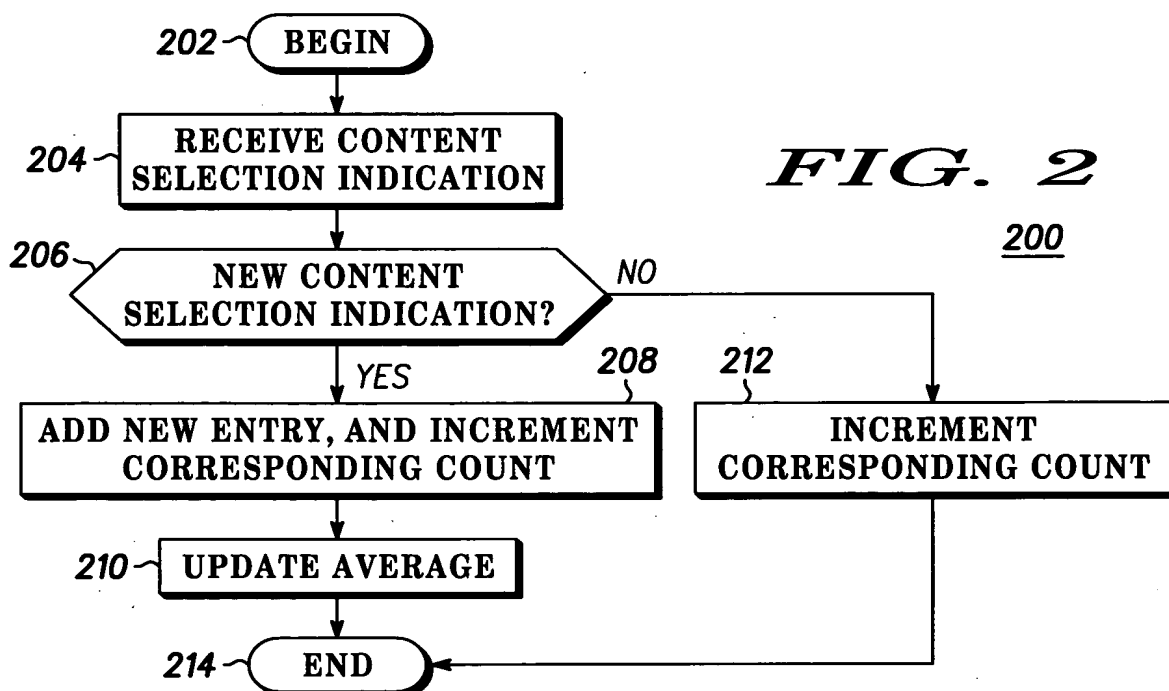 202
BEGIN
204
RECEIVE CONTENT
SELECTION INDICATION
FIG. 2
200
206
NEW CONTENT
SELECTION INDICATION?
NO
YES
208
ADD NEW ENTRY, AND INCREMENT
CORRESPONDING COUNT
212
INCREMENT
CORRESPONDING COUNT
210
UPDATE AVERAGE
214
END